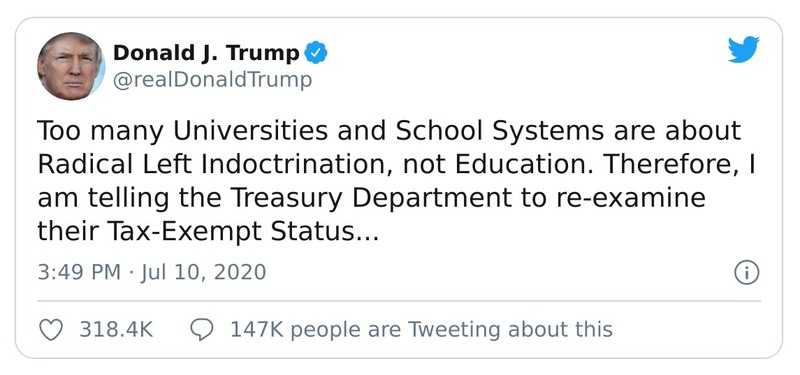 Donald J. Trump
@realDonaldTrump
Too many Universities and School Systems are about
Radical Left Indoctrination, not Education. Therefore, I
am telling the Treasury Department to re-examine
their Tax-Exempt Status...
3:49 PM · Jul 10, 2020
318.4K 147K people are Tweeting about this